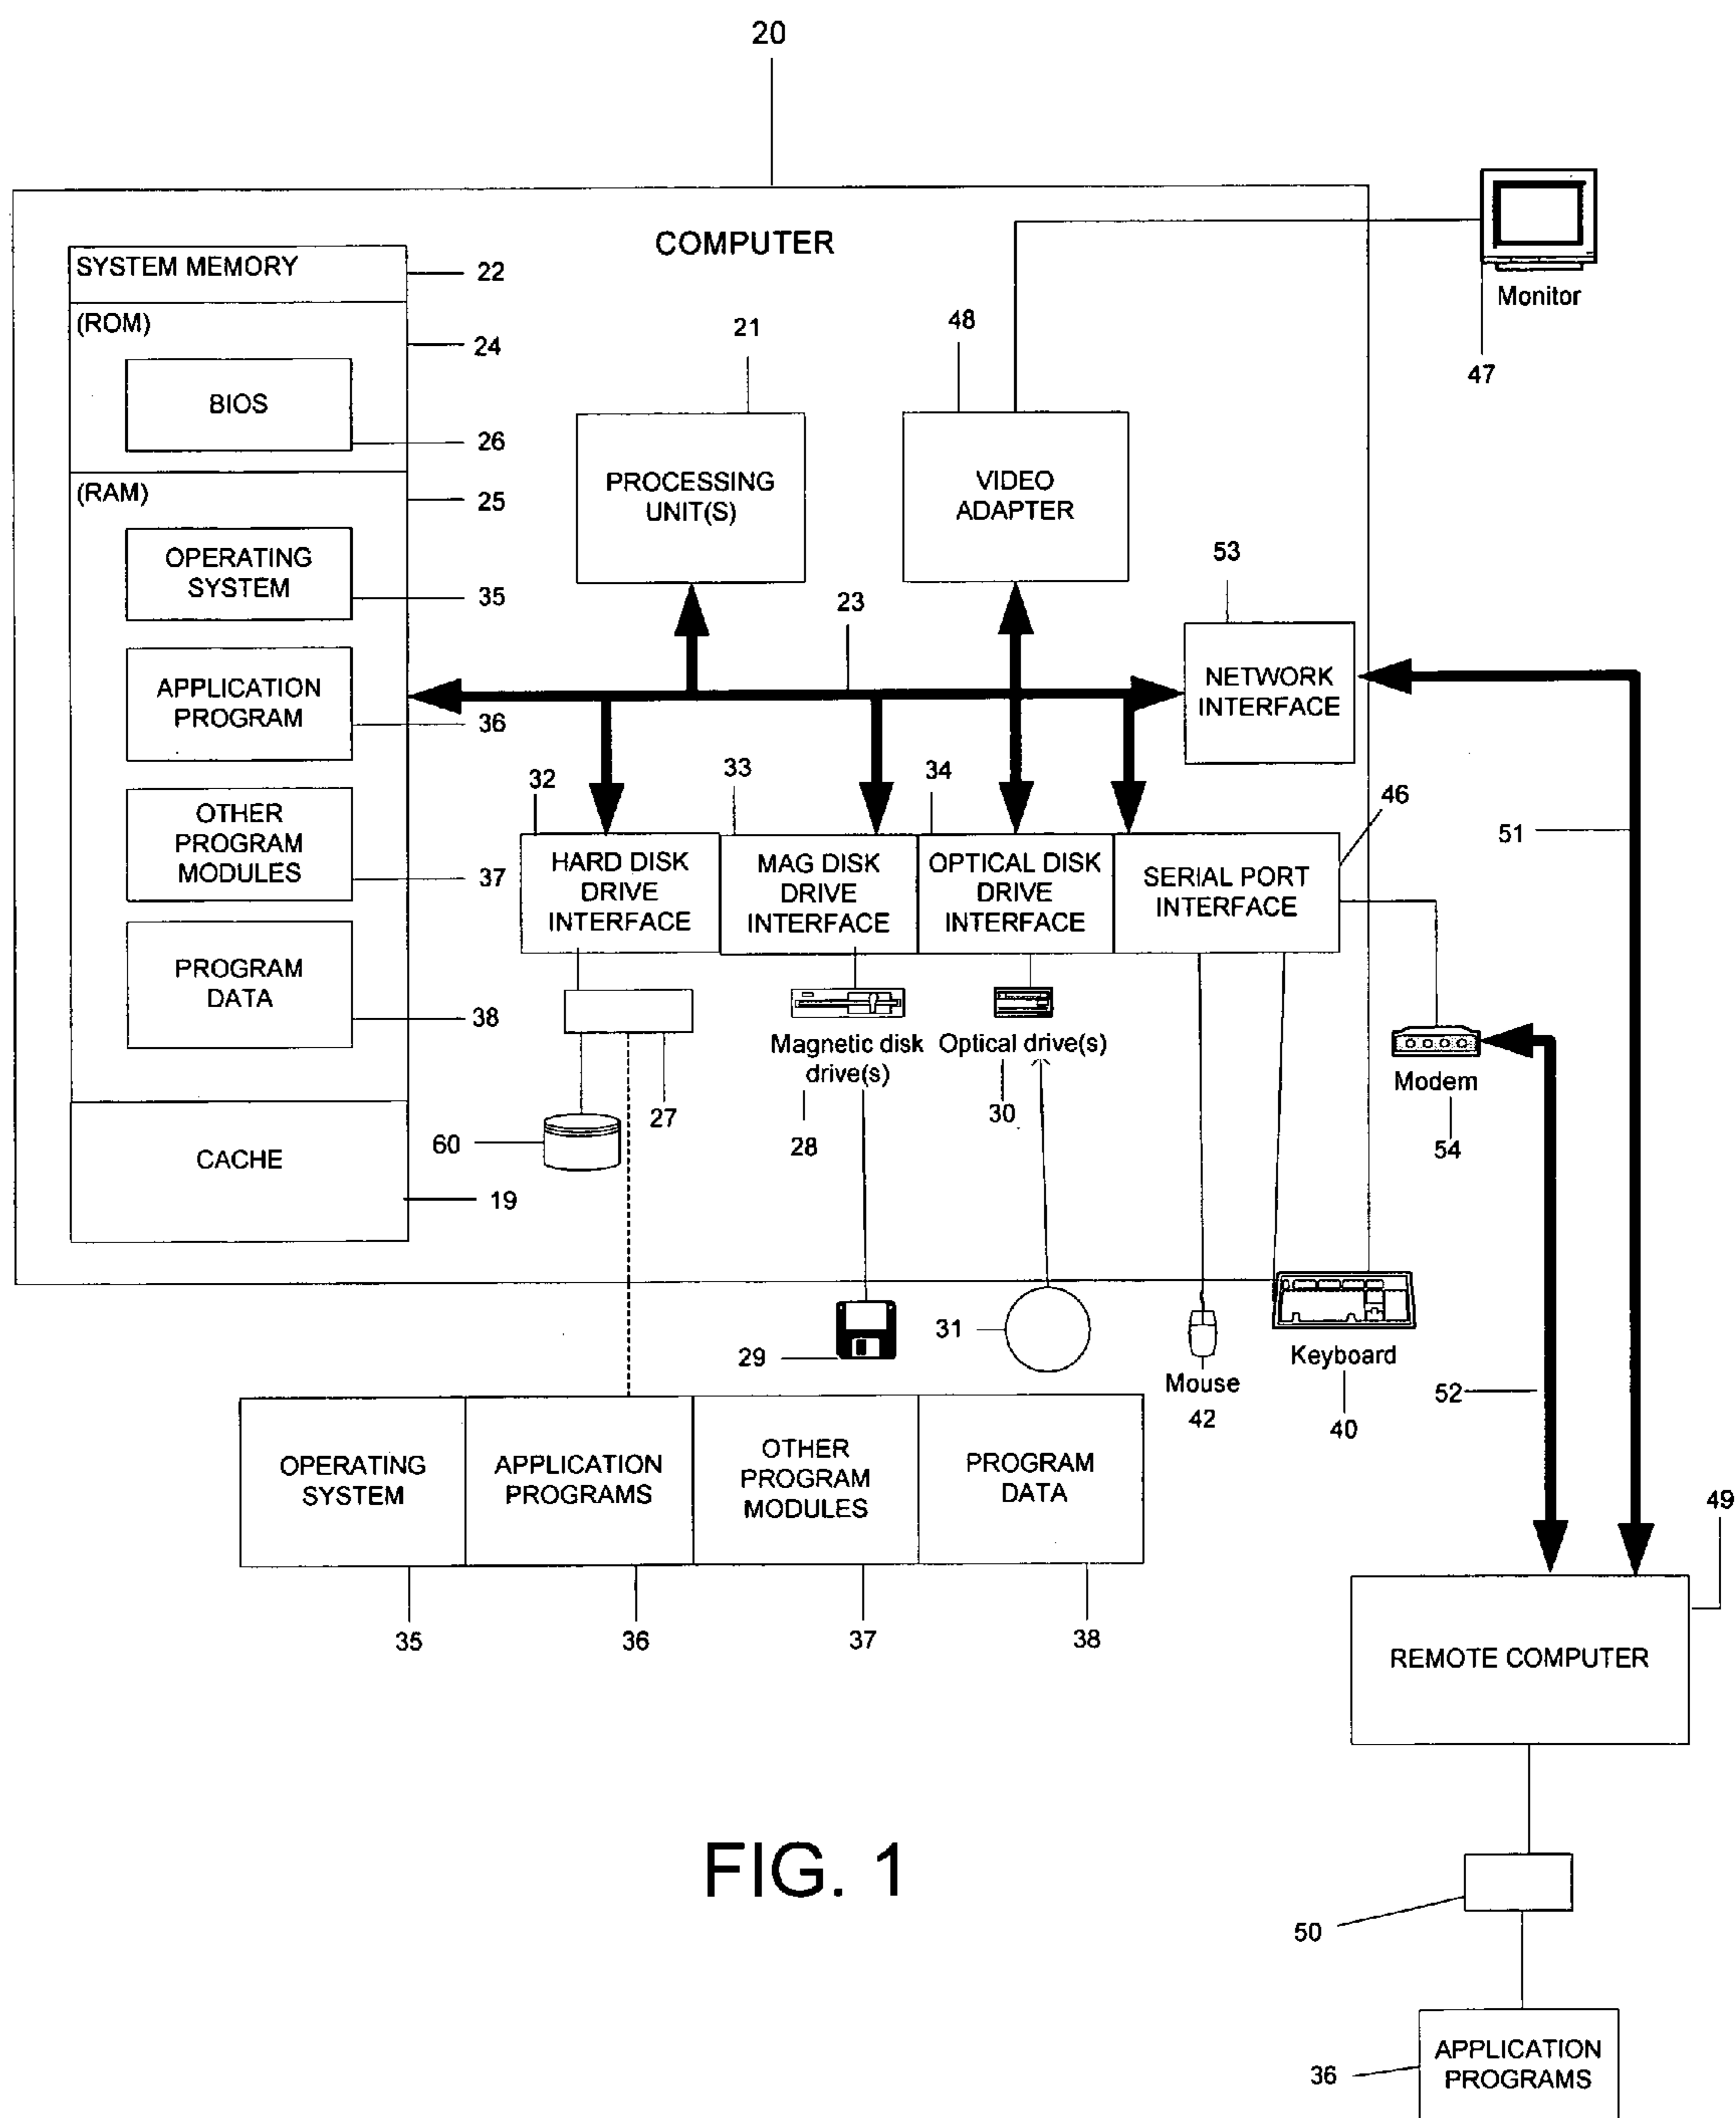 20
COMPUTER
SYSTEM MEMORY
22
(ROM)
24
BIOS
26
(RAM)
25
OPERATING
SYSTEM
35
APPLICATION
PROGRAM
36
OTHER
PROGRAM
MODULES
37
PROGRAM
DATA
38
CACHE
19
21
PROCESSING
UNIT(S)
48
VIDEO
ADAPTER
Monitor
47
23
53
NETWORK
INTERFACE
32
HARD DISK
DRIVE
INTERFACE
33
MAG DISK
DRIVE
INTERFACE
34
OPTICAL DISK
DRIVE
INTERFACE
46
SERIAL PORT
INTERFACE
51
27
60
Magnetic disk
drive(s)
28
Optical drive(s)
30
Modem
54
29
31
Mouse
42
Keyboard
40
52
OPERATING
SYSTEM
APPLICATION
PROGRAMS
OTHER
PROGRAM
MODULES
PROGRAM
DATA
35
36
37
38
49
REMOTE COMPUTER
50
36
APPLICATION
PROGRAMS
FIG. 1